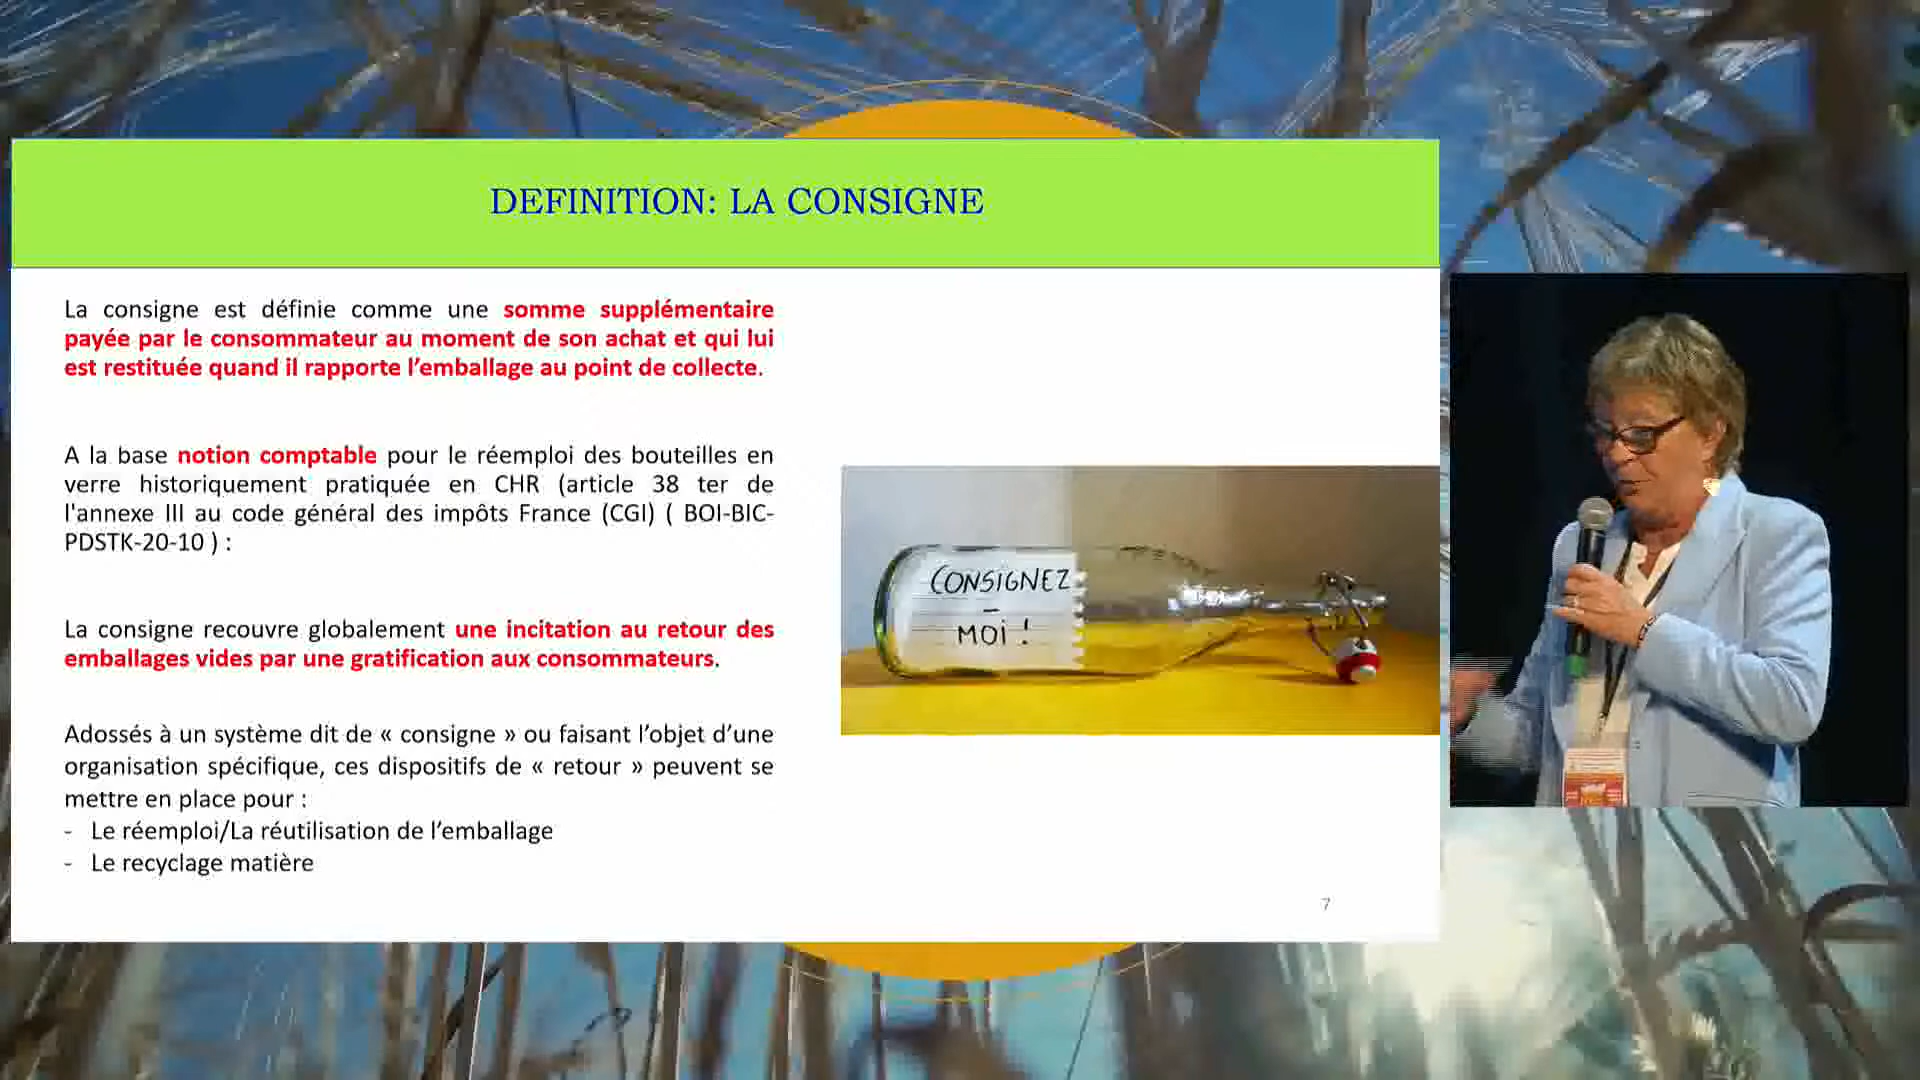 DEFINITION: LA CONSIGNE
La consigne est définie comme une somme supplémentaire
payée par le consommateur au moment de son achat et qui lui
est restituée quand il rapporte l’emballage au point de collecte.
A la base notion comptable pour le réemploi des bouteilles en
verre historiquement pratiquée en CHR (article 38 ter de
l'annexe III au code général des impôts France (CGI) ( BOI-BIC-
PDSTK-20-10 ) :
La consigne recouvre globalement une incitation au retour des
emballages vides par une gratification aux consommateurs.
Adossés à un système dit de « consigne » ou faisant l’objet d’une
organisation spécifique, ces dispositifs de « retour » peuvent se
mettre en place pour :
- Le réemploi/La réutilisation de l’emballage
- Le recyclage matière
CONSIGNEZ
-
MOI !
7